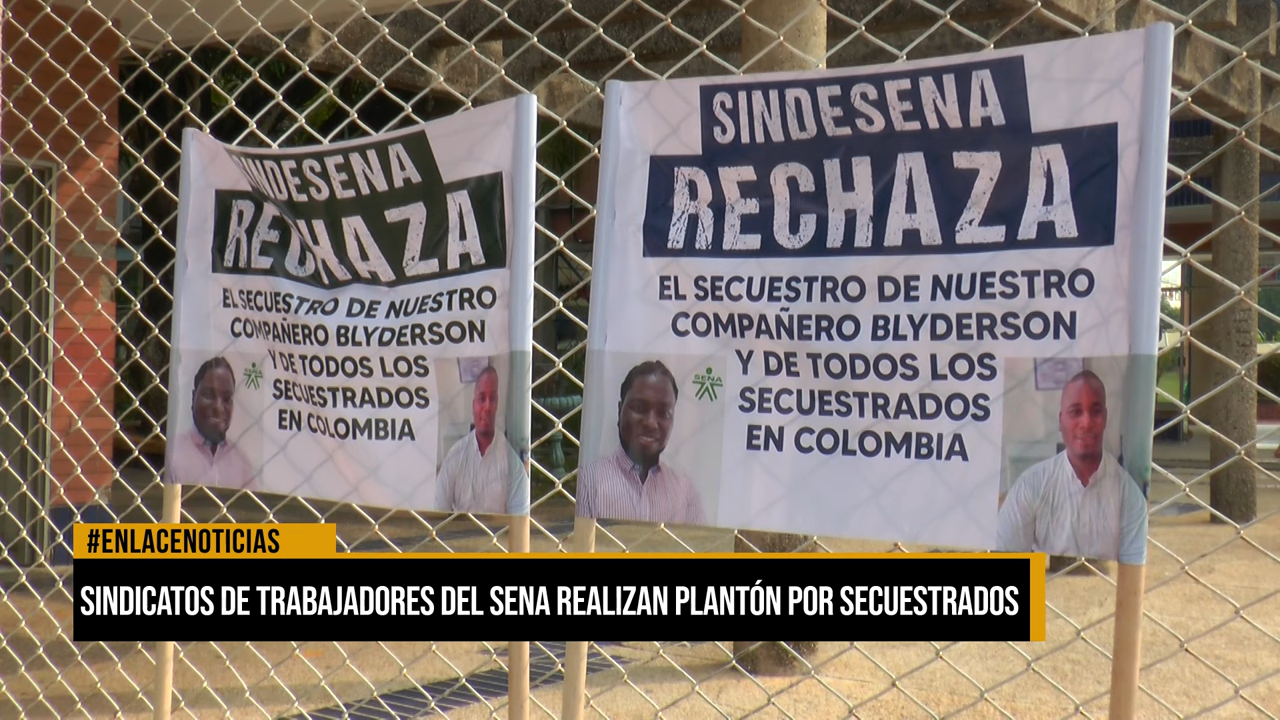 SINDESENA
RECHAZA
EL SECUESTRO DE NUESTRO
COMPAÑERO BLYDERSON
Y DE TODOS LOS
SECUESTRADOS
EN COLOMBIA
SENA
SINDESENA
RECHAZA
EL SECUESTRO DE NUESTRO
COMPAÑERO BLYDERSON
Y DE TODOS LOS
SECUESTRADOS
EN COLOMBIA
SENA
#ENLACENOTICIAS
SINDICATOS DE TRABAJADORES DEL SENA REALIZAN PLANTÓN POR SECUESTRADOS